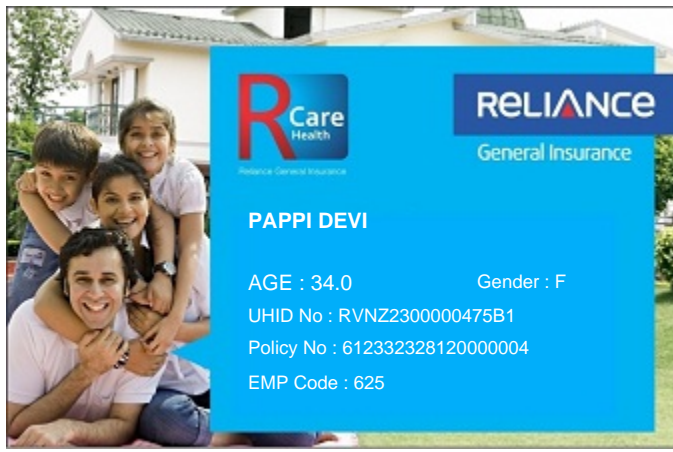 R Care
Health
Reliance General Insurance
RELIANCE
General Insurance
PAPPI DEVI
AGE : 34.0
Gender : F
UHID No : RVNZ2300000475B1
Policy No : 612332328120000004
EMP Code : 625